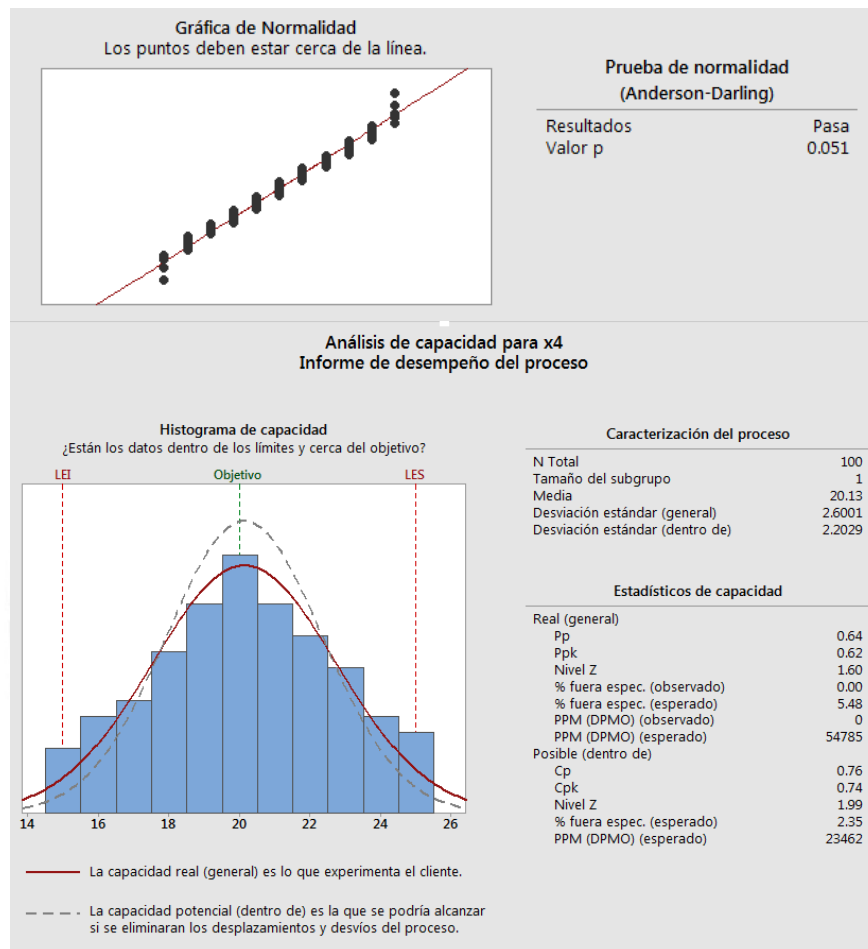 Gráfica de Normalidad
Los puntos deben estar cerca de la línea.
Prueba de normalidad
(Anderson-Darling)
Resultados Pasa
Valor p 0.051
Análisis de capacidad para x4
Informe de desempeño del proceso
Histograma de capacidad
¿Están los datos dentro de los límites y cerca del objetivo?
LEI Objetivo LES
14 16 18 20 22 24 26
La capacidad real (general) es lo que experimenta el cliente.
La capacidad potencial (dentro de) es la que se podría alcanzar
si se eliminaran los desplazamientos y desvíos del proceso.
Caracterización del proceso
N Total 100
Tamaño del subgrupo 1
Media 20.13
Desviación estándar (general) 2.6001
Desviación estándar (dentro de) 2.2029
Estadísticos de capacidad
Real (general)
Pp 0.64
Ppk 0.62
Nivel Z 1.60
% fuera espec. (observado) 0.00
% fuera espec. (esperado) 5.48
PPM (DPMO) (observado) 0
PPM (DPMO) (esperado) 54785
Posible (dentro de)
Cp 0.76
Cpk 0.74
Nivel Z 1.99
% fuera espec. (esperado) 2.35
PPM (DPMO) (esperado) 23462